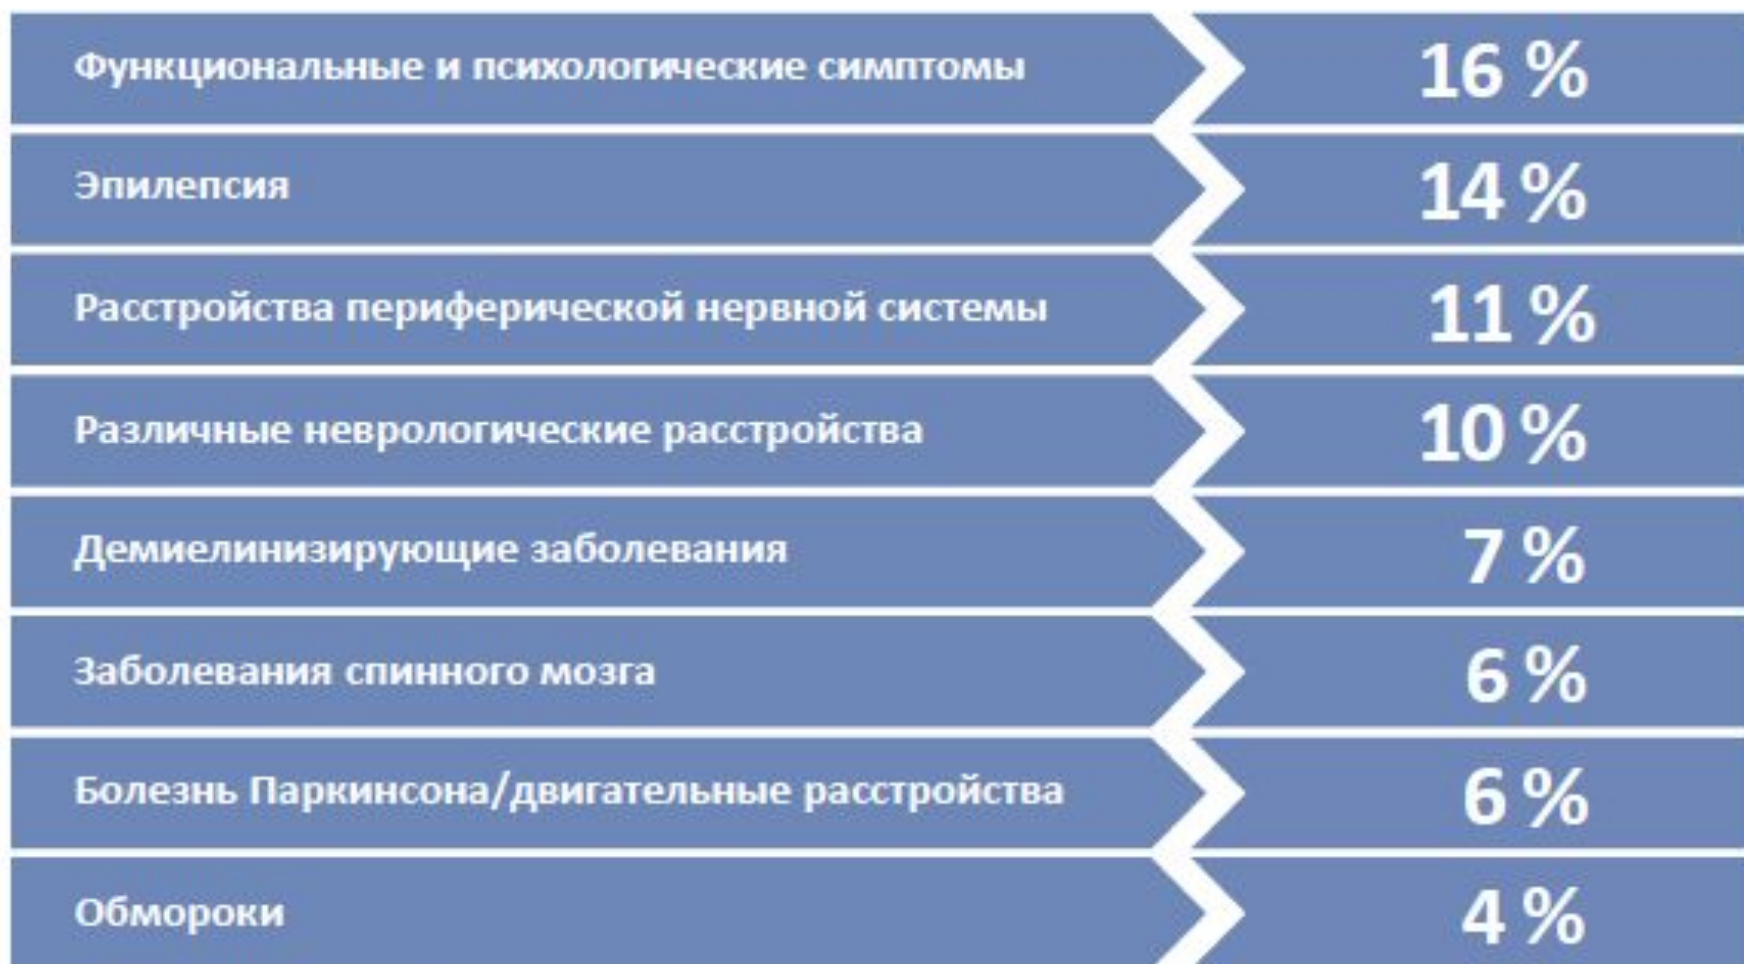 Функциональные и психологические симптомы 16 %
Эпилепсия 14 %
Расстройства периферической нервной системы 11 %
Различные неврологические расстройства 10 %
Демиелинизирующие заболевания 7 %
Заболевания спинного мозга 6 %
Болезнь Паркинсона/двигательные расстройства 6 %
Обмороки 4 %